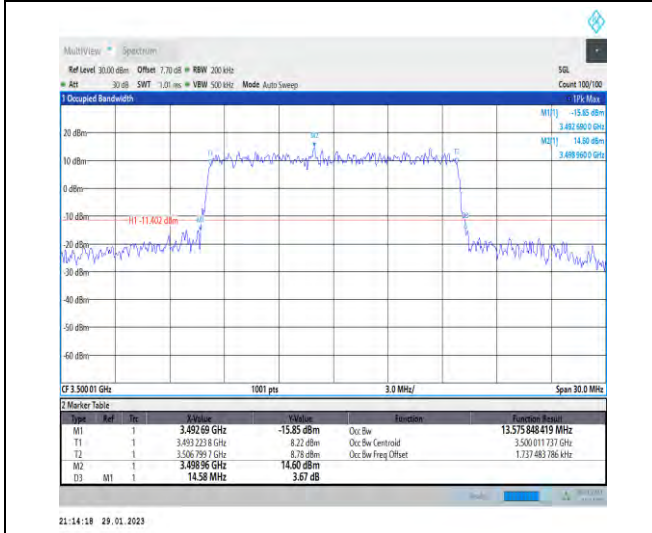 MultiView Spectrum
Ref Level 30.00 dBm Offset 7.70 dB RBW 200 kHz SGL
Att 30 dB SWT 1.01 ms VBW 500 kHz Mode Auto Sweep Count 100/100
1 Occupied Bandwidth 1Pk Max
M1[1] -15.85 dBm
3.492 690 0 GHz
M2[1] 14.60 dBm
3.498 960 0 GHz
20 dBm
M2
T1 T2
10 dBm
0 dBm
-10 dBm
H1 -11.402 dBm
-20 dBm
-30 dBm
-40 dBm
-50 dBm
-60 dBm
CF 3.500 01 GHz 1001 pts 3.0 MHz/ Span 30.0 MHz
2 Marker Table
Type Ref Trc X-Value Y-Value Function Function Result
M1 1 3.492 69 GHz -15.85 dBm Occ Bw 13.575 848 419 MHz
T1 1 3.493 223 8 GHz 8.22 dBm Occ Bw Centroid 3.500 011 737 GHz
T2 1 3.506 799 7 GHz 8.78 dBm Occ Bw Freq Offset 1.737 483 786 kHz
M2 1 3.498 96 GHz 14.60 dBm
D3 M1 1 14.58 MHz 3.67 dB
21:14:18 29.01.2023